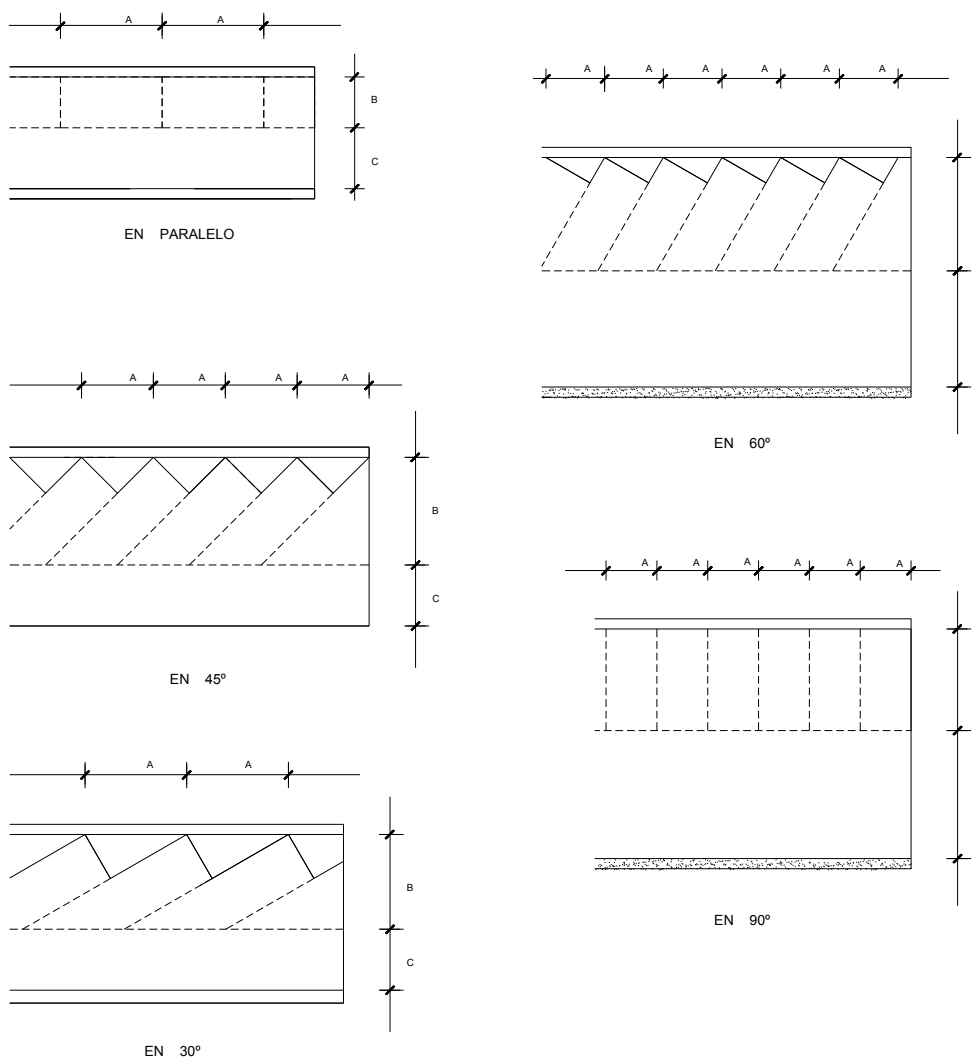 A A
B
C
EN PARALELO
A A A A A A
EN 60º
A A A A
B
C
EN 45º
A A A A A A
EN 90º
A A
B
C
EN 30º